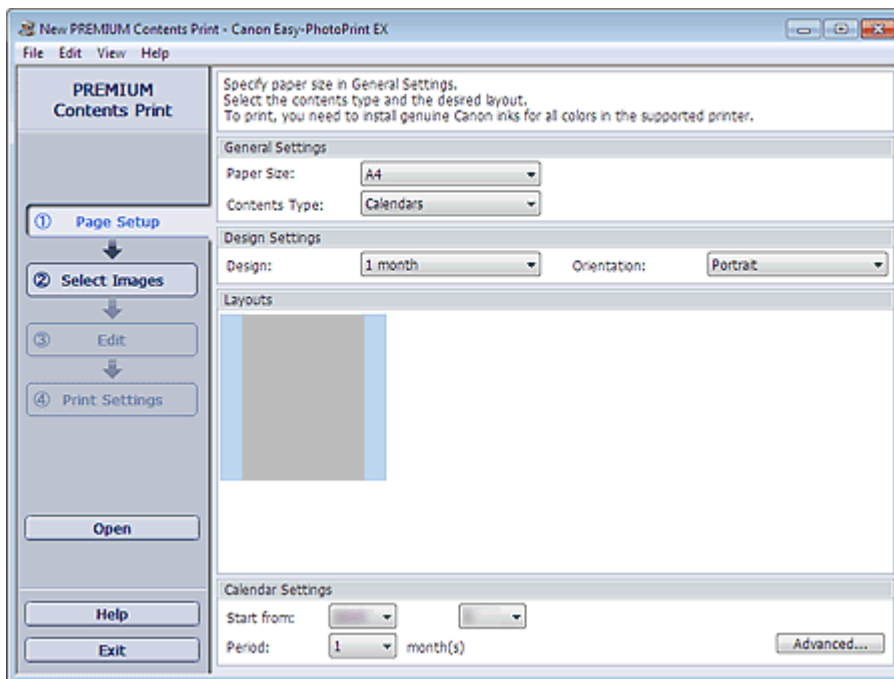 New PREMIUM Contents Print - Canon Easy-PhotoPrint EX
File Edit View Help
PREMIUM
Contents Print
① Page Setup
② Select Images
③ Edit
④ Print Settings
Open
Help
Exit
Specify paper size in General Settings.
Select the contents type and the desired layout.
To print, you need to install genuine Canon inks for all colors in the supported printer.
General Settings
Paper Size: A4
Contents Type: Calendars
Design Settings
Design: 1 month Orientation: Portrait
Layouts
Calendar Settings
Start from:
Period: 1 month(s) Advanced...